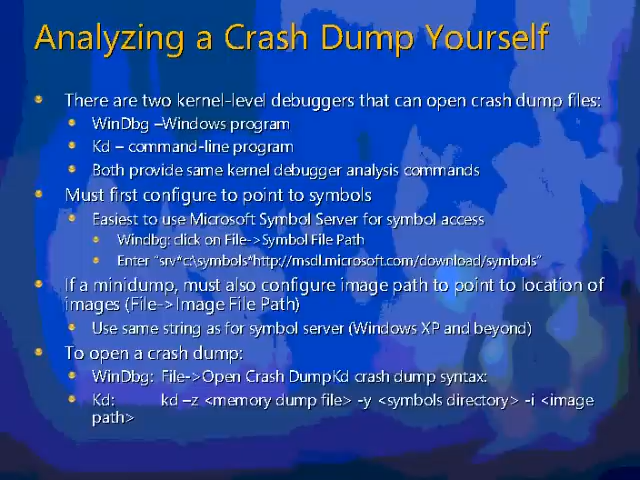 Analyzing a Crash Dump Yourself
There are two kernel-level debuggers that can open crash dump files:
WinDbg –Windows program
Kd – command-line program
Both provide same kernel debugger analysis commands
Must first configure to point to symbols
Easiest to use Microsoft Symbol Server for symbol access
Windbg: click on File->Symbol File Path
Enter “srv*c:\symbols*http://msdl.microsoft.com/download/symbols”
If a minidump, must also configure image path to point to location of
images (File->Image File Path)
Use same string as for symbol server (Windows XP and beyond)
To open a crash dump:
WinDbg: File->Open Crash DumpKd crash dump syntax:
Kd: kd –z <memory dump file> -y <symbols directory> -i <image
path>